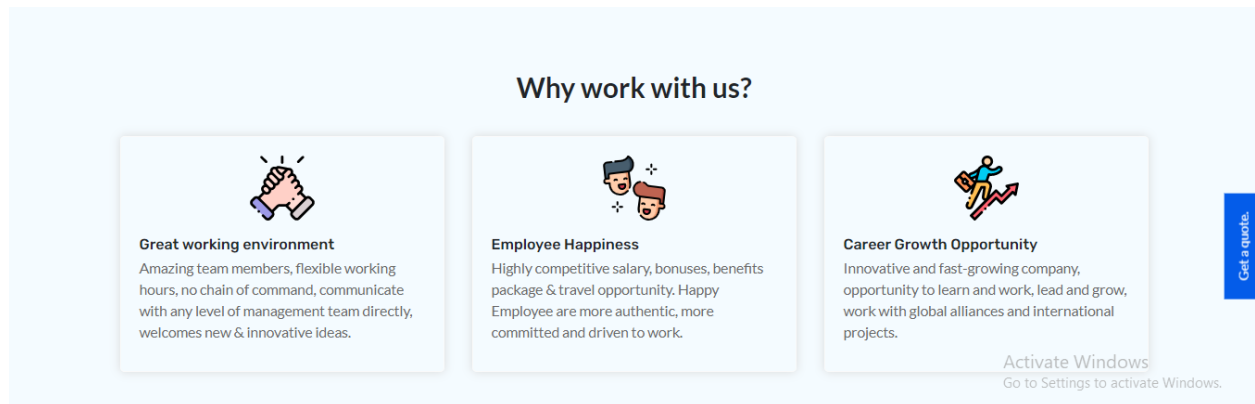 Why work with us?
Great working environment
Amazing team members, flexible working
hours, no chain of command, communicate
with any level of management team directly,
welcomes new & innovative ideas.
Employee Happiness
Highly competitive salary, bonuses, benefits
package & travel opportunity. Happy
Employee are more authentic, more
committed and driven to work.
Career Growth Opportunity
Innovative and fast-growing company,
opportunity to learn and work, lead and grow,
work with global alliances and international
projects.
Get a quote.
Activate Windows
Go to Settings to activate Windows.